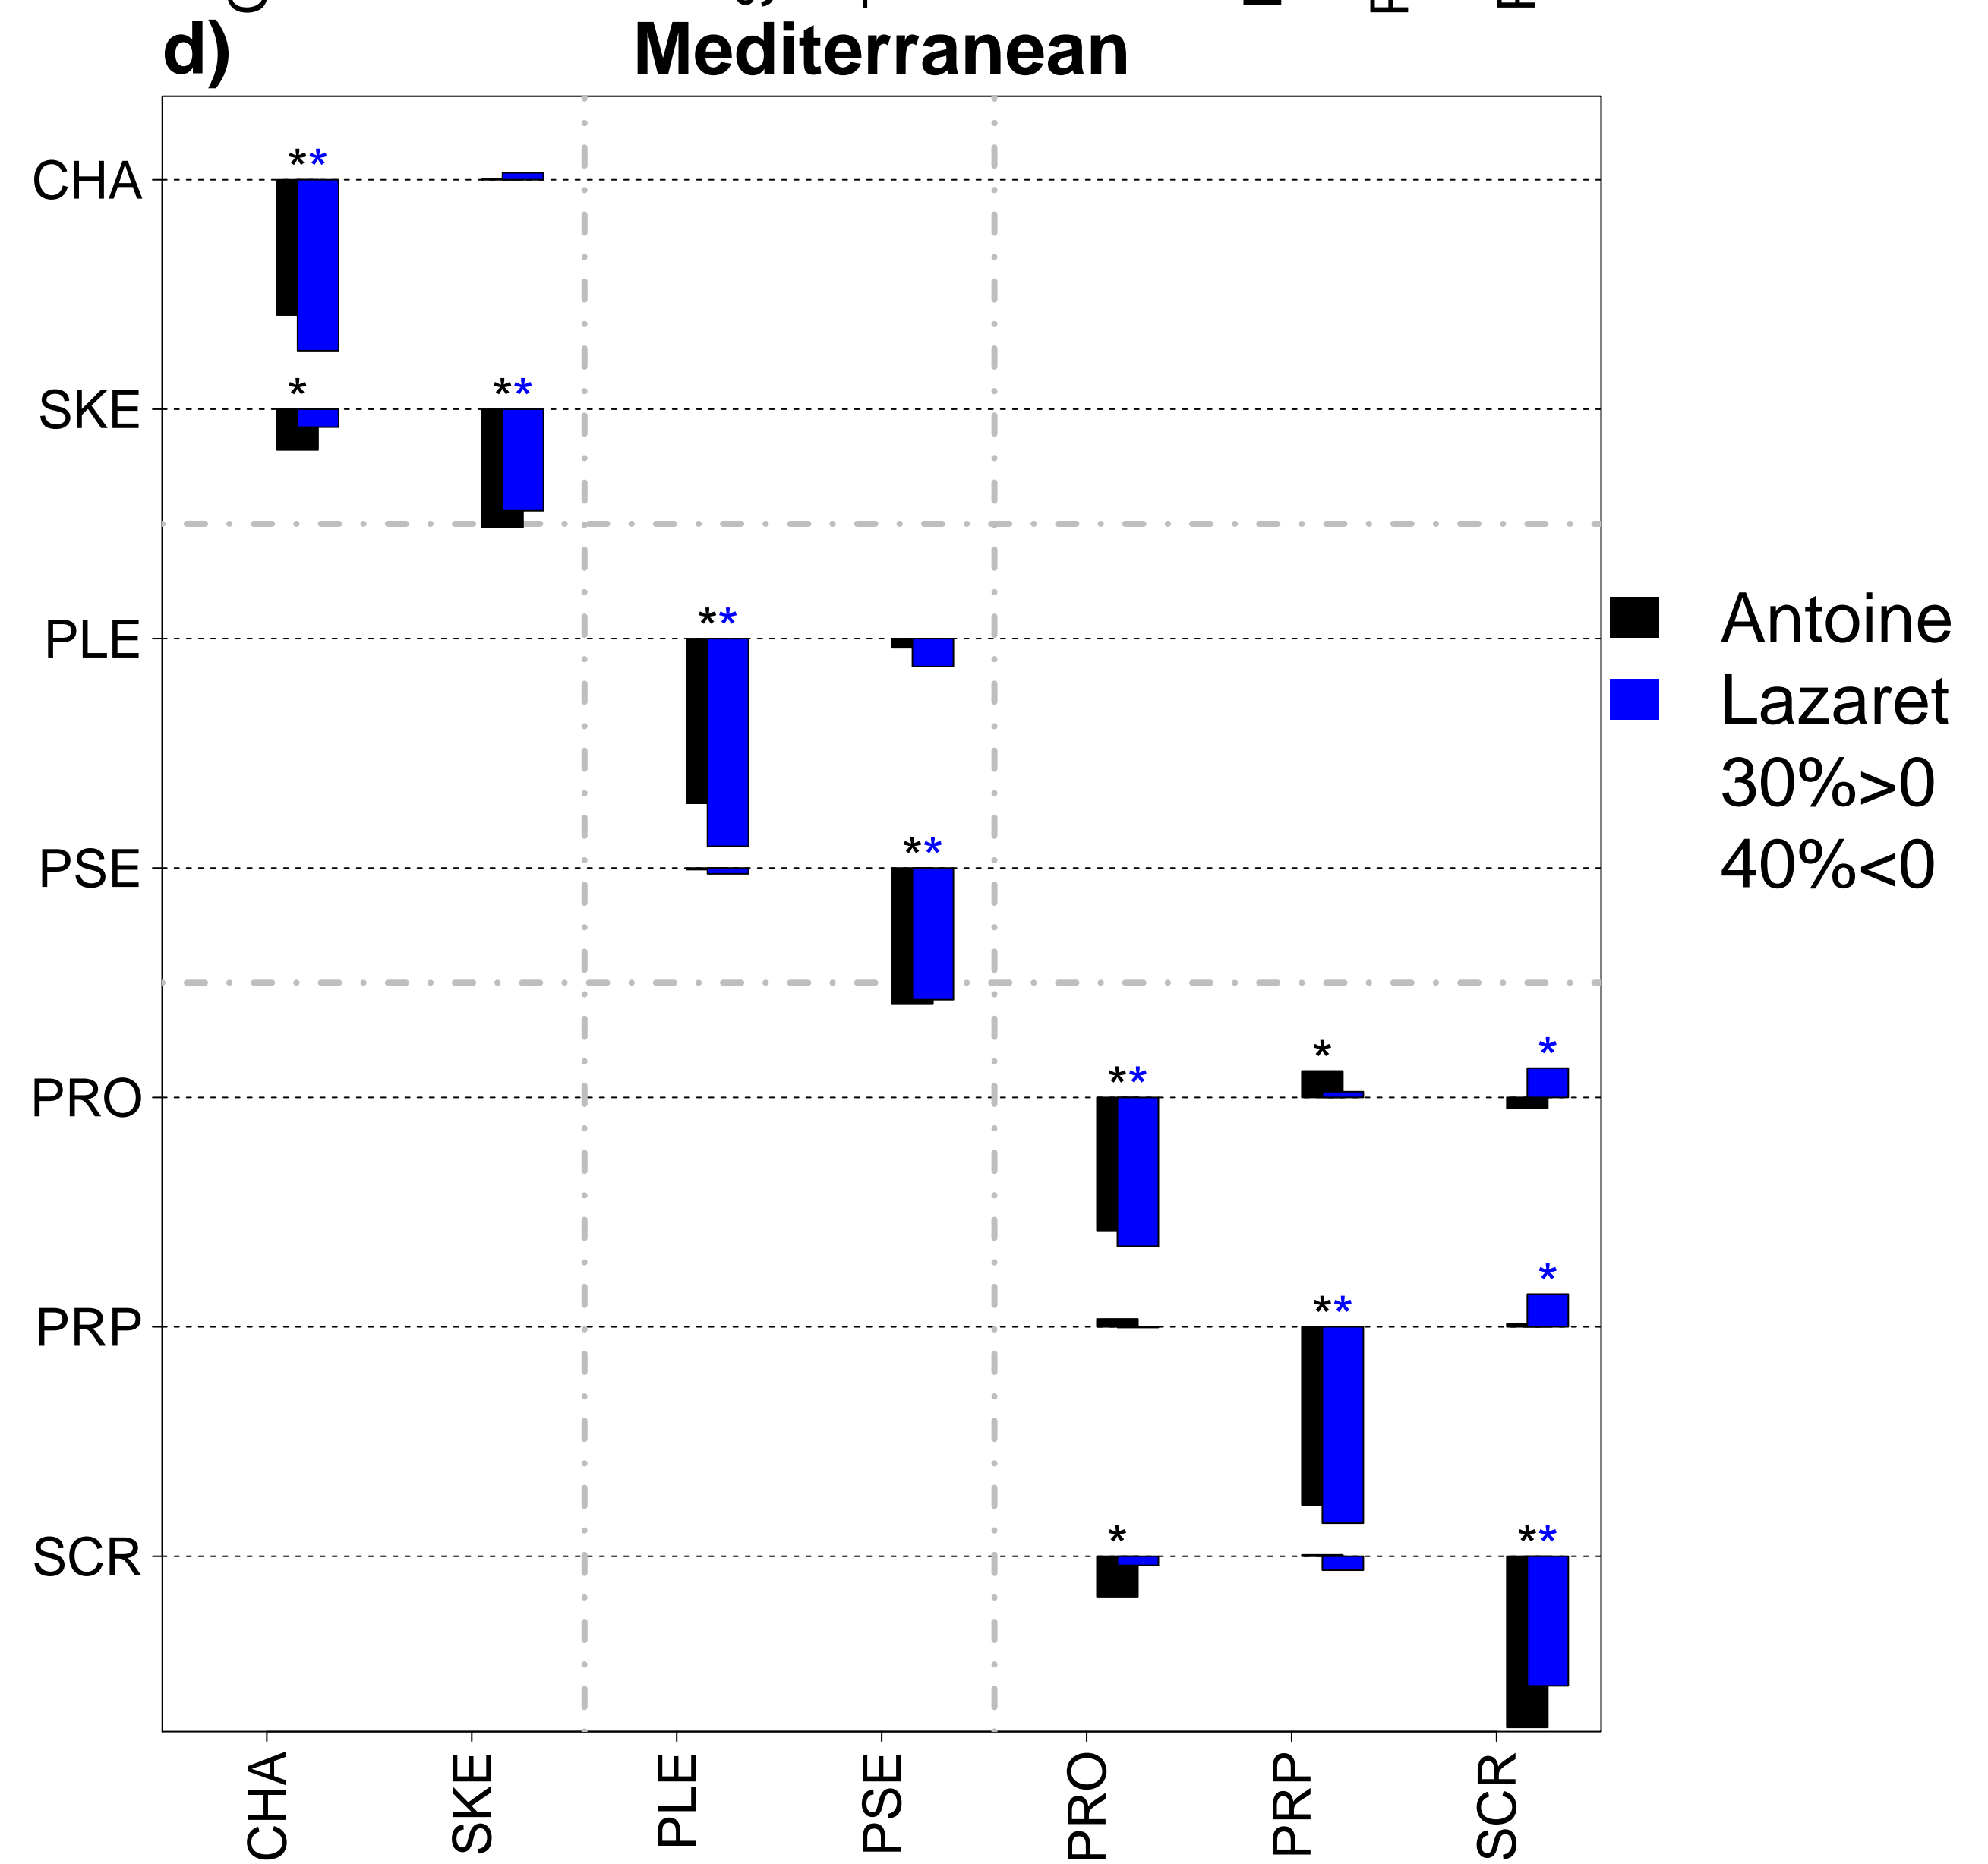 d) Mediterranean
CHA
**
SKE
*
**
PLE
**
PSE
**
PRO
**
*
*
PRP
**
*
SCR
*
**
Antoine
Lazaret
30%>0
40%<0
CHA
SKE
PLE
PSE
PRO
PRP
SCR